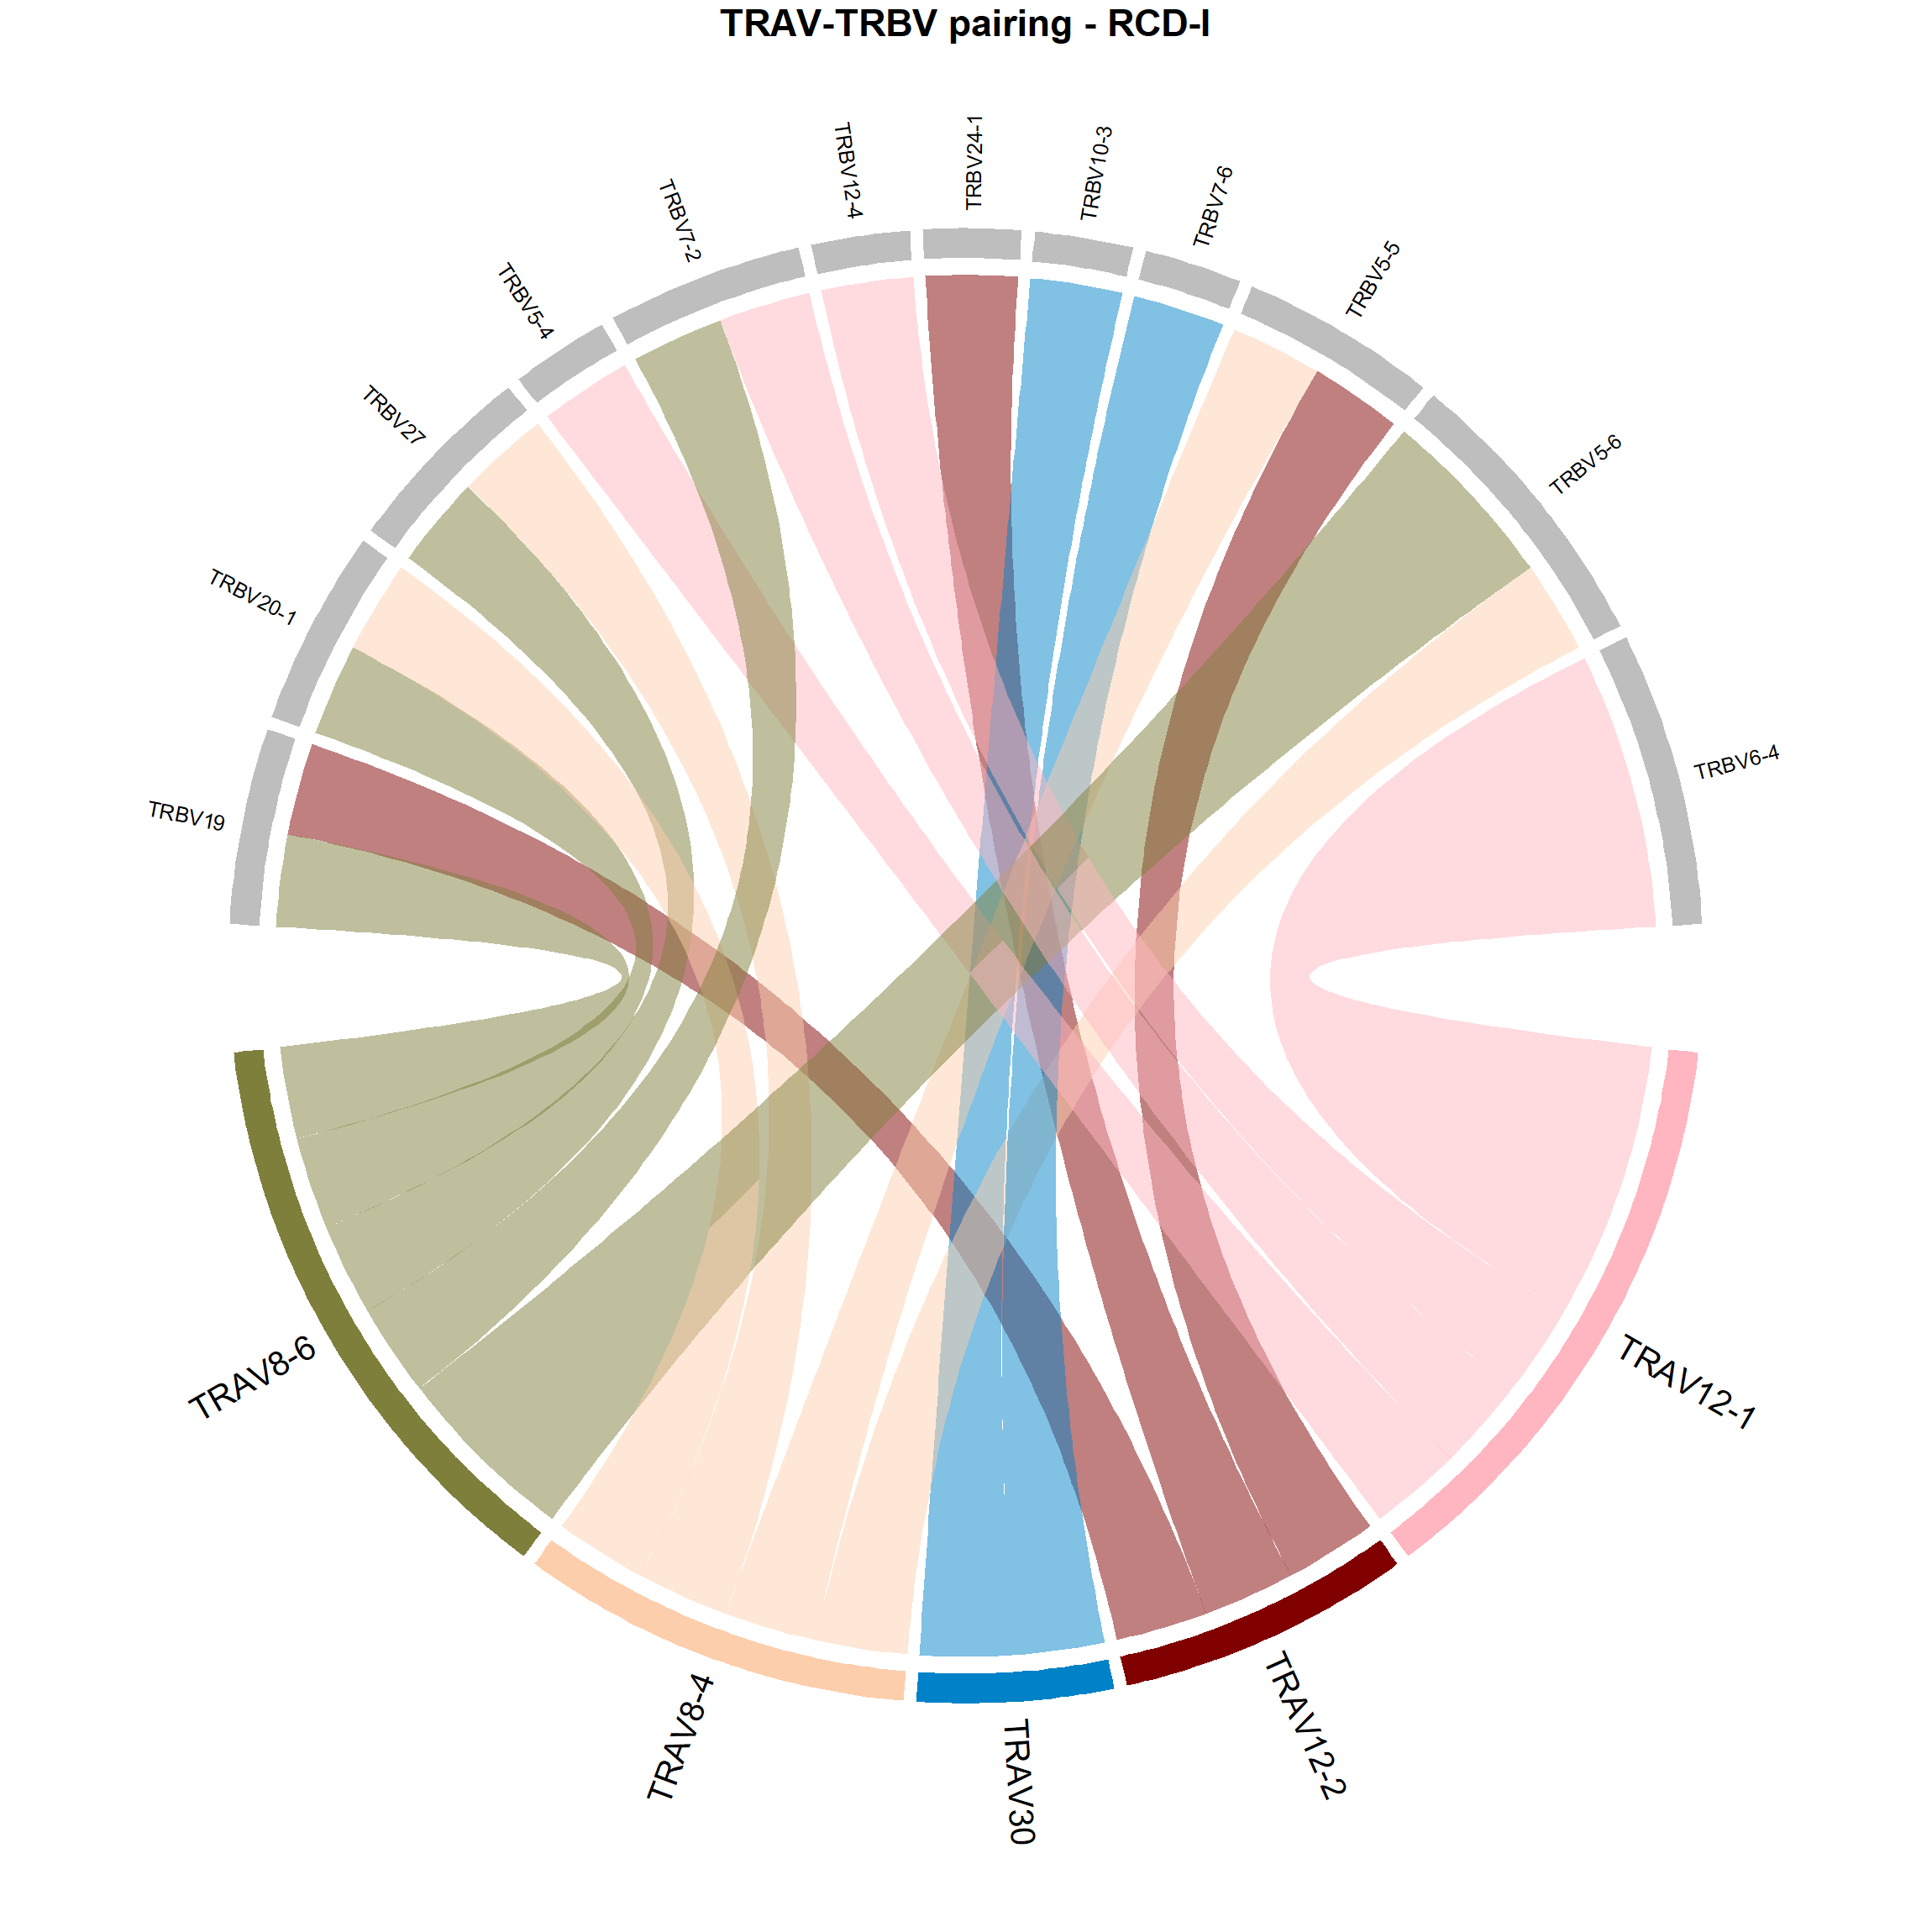 TRAV-TRBV pairing - RCD-I
TRBV19
TRBV20-1
TRBV27
TRBV5-4
TRBV7-2
TRBV12-4
TRBV24-1
TRBV10-3
TRBV7-6
TRBV5-5
TRBV5-6
TRBV6-4
TRAV12-1
TRAV12-2
TRAV30
TRAV8-4
TRAV8-6